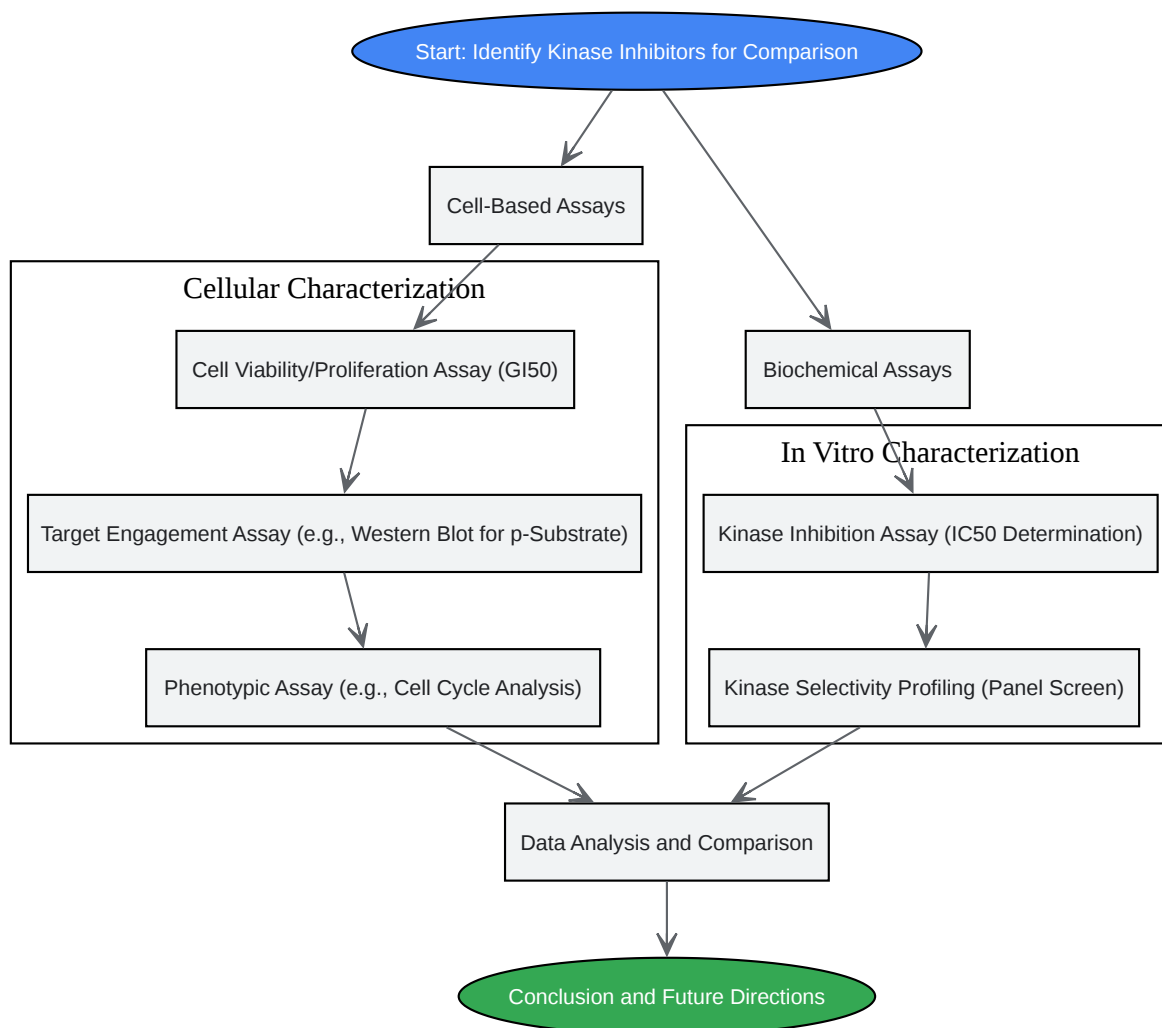 Start: Identify Kinase Inhibitors for Comparison
Cell-Based Assays
Cellular Characterization
Cell Viability/Proliferation Assay (GI50)
Biochemical Assays
In Vitro Characterization
Target Engagement Assay (e.g., Western Blot for p-Substrate)
Kinase Inhibition Assay (IC50 Determination)
Phenotypic Assay (e.g., Cell Cycle Analysis)
Kinase Selectivity Profiling (Panel Screen)
Data Analysis and Comparison
Conclusion and Future Directions